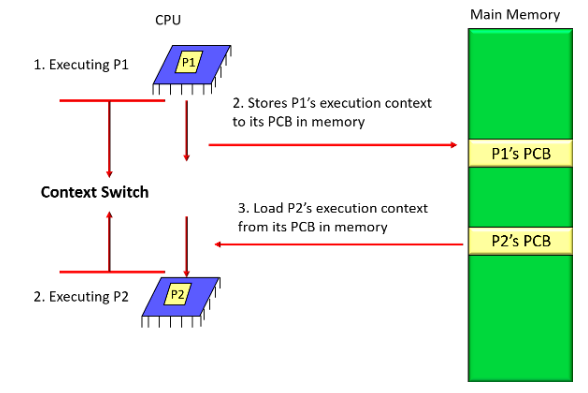 CPU
Main Memory
1. Executing P1
P1
2. Stores P1's execution context
to its PCB in memory
P1's PCB
Context Switch
3. Load P2's execution context
from its PCB in memory
P2's PCB
2. Executing P2
P2